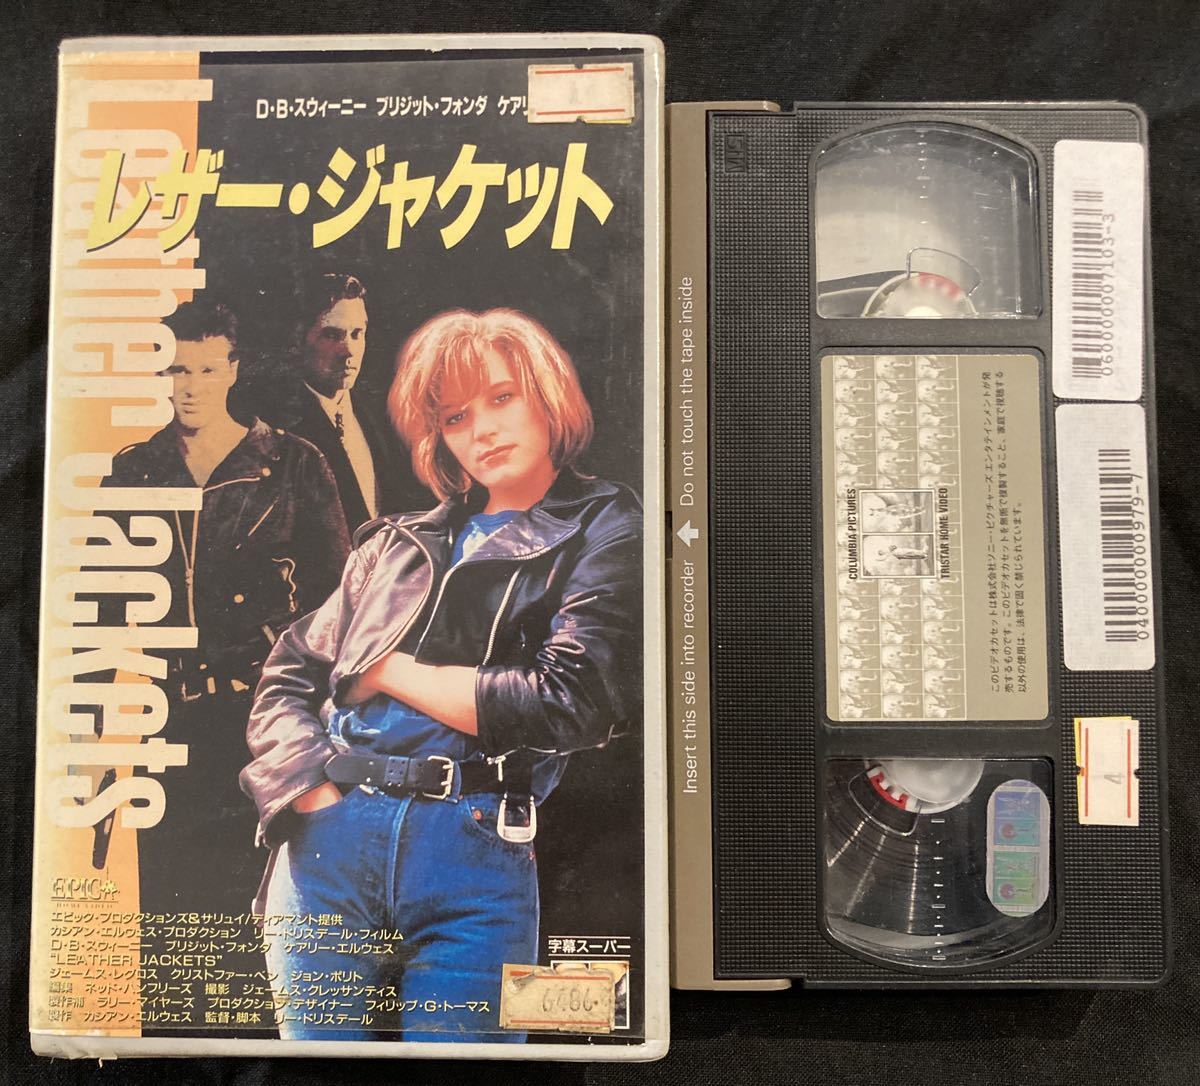 Leather Jackets
D・B・スウィーニー ブリジット・フォンダ ケアリ
レザー・ジャケット
EPIC
HOME VIDEO
エピック・プロダクションズ&サリュイ/ディアマント提供
カシアン・エルウェス・プロダクション リー・ドリスデール・フィルム
D・B・スウィーニー ブリジット・フォンダ ケアリー・エルウェス
"LEATHER JACKETS"
ジェームス・レグロス クリストファー・ペン ジョン・ポリト
編集 ネッド・ハンフリーズ 撮影 ジェームス・クレッサンティス
製作補 ラリー・マイヤーズ プロダクション・デザイナー フィリップ・G・トーマス
製作 カシアン・エルウェス 監督・脚本 リー・ドリスデール
字幕スーパー
Insert this side into recorder
Do not touch the tape inside
VHS
COLUMBIA PICTURES
TRISTAR HOME VIDEO
このビデオカセットは株式会社ソニー・ピクチャーズ エンタテインメントが発
売するものです。このビデオカセットを無断で複製すること、家庭で視聴する
以外の使用は、法律で固く禁じられています。
0600000007103-3
0400000000979-7
4